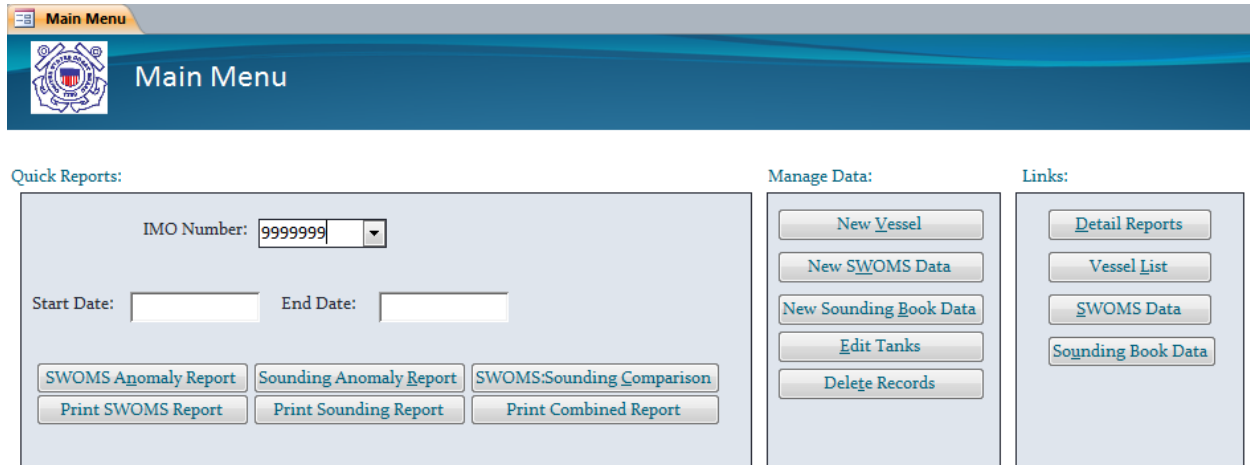 Main Menu
Main Menu
Quick Reports:
IMO Number: 9999999
Start Date: End Date:
SWOMS Anomaly Report Sounding Anomaly Report SWOMS:Sounding Comparison
Print SWOMS Report Print Sounding Report Print Combined Report
Manage Data:
New Vessel
New SWOMS Data
New Sounding Book Data
Edit Tanks
Delete Records
Links:
Detail Reports
Vessel List
SWOMS Data
Sounding Book Data